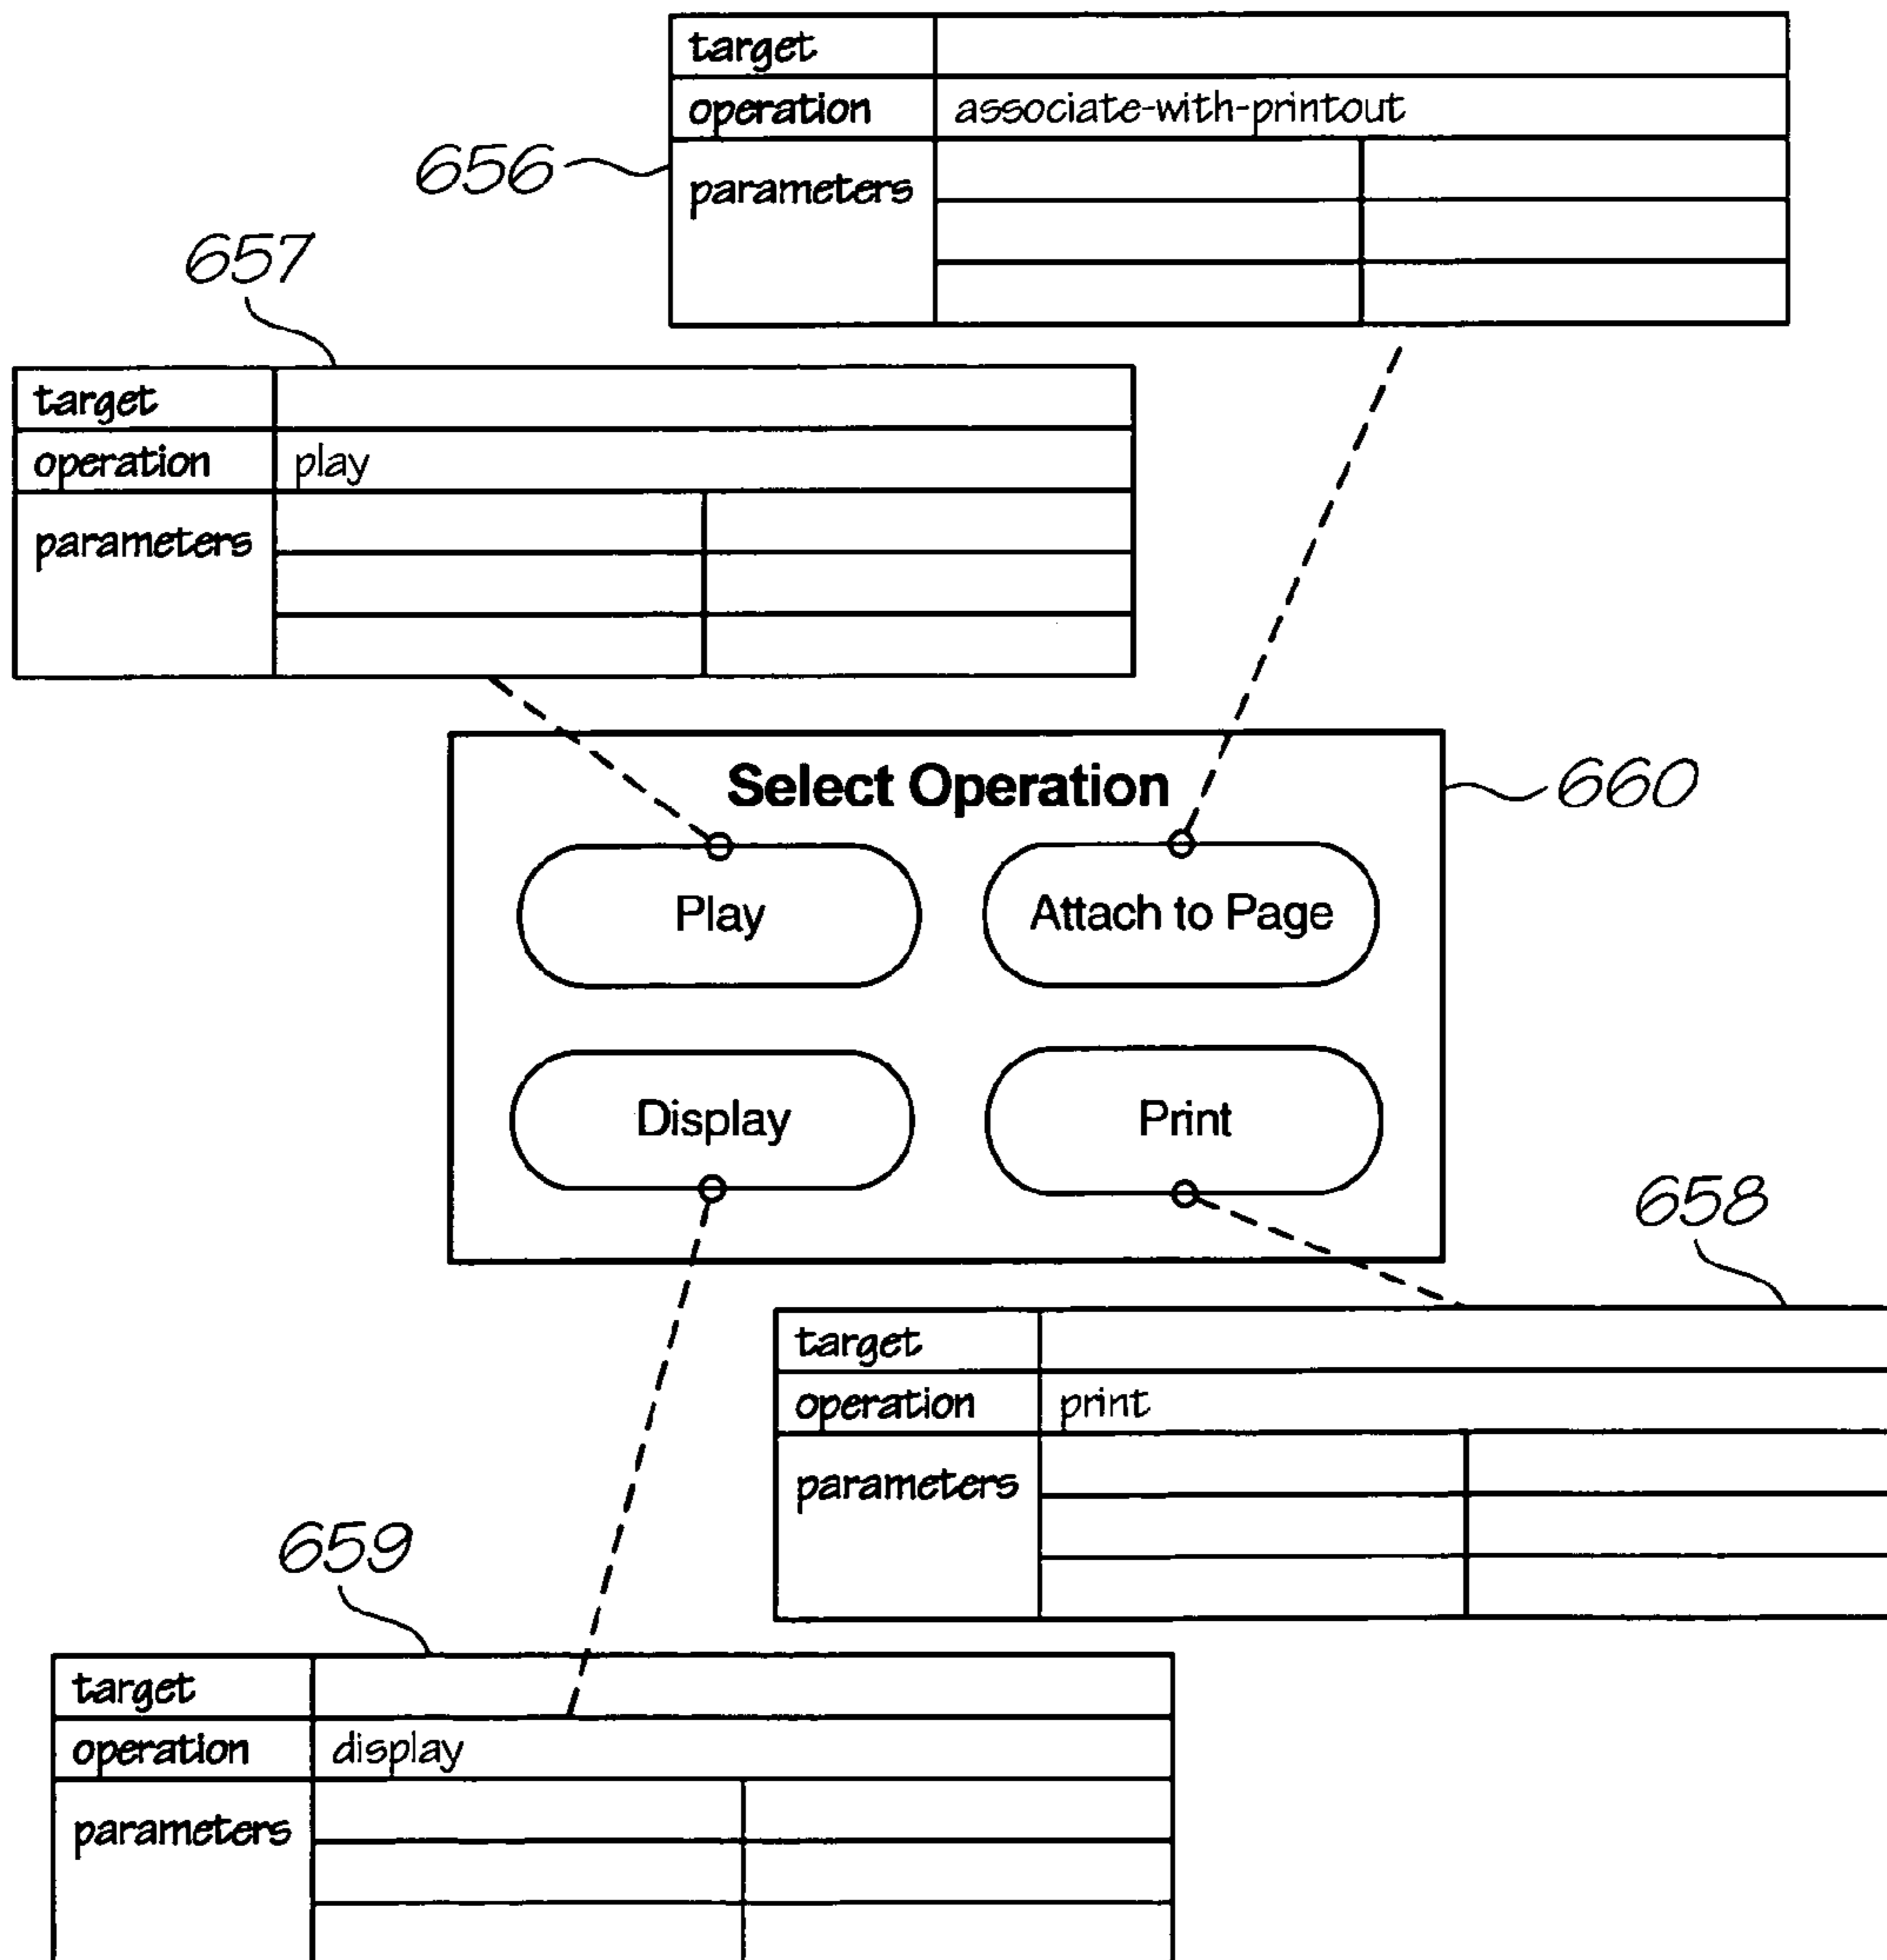 target
operation associate-with-printout
656
parameters
657
target
operation play
parameters
Select Operation
660
Play Attach to Page
Display Print
658
target
operation print
parameters
659
target
operation display
parameters